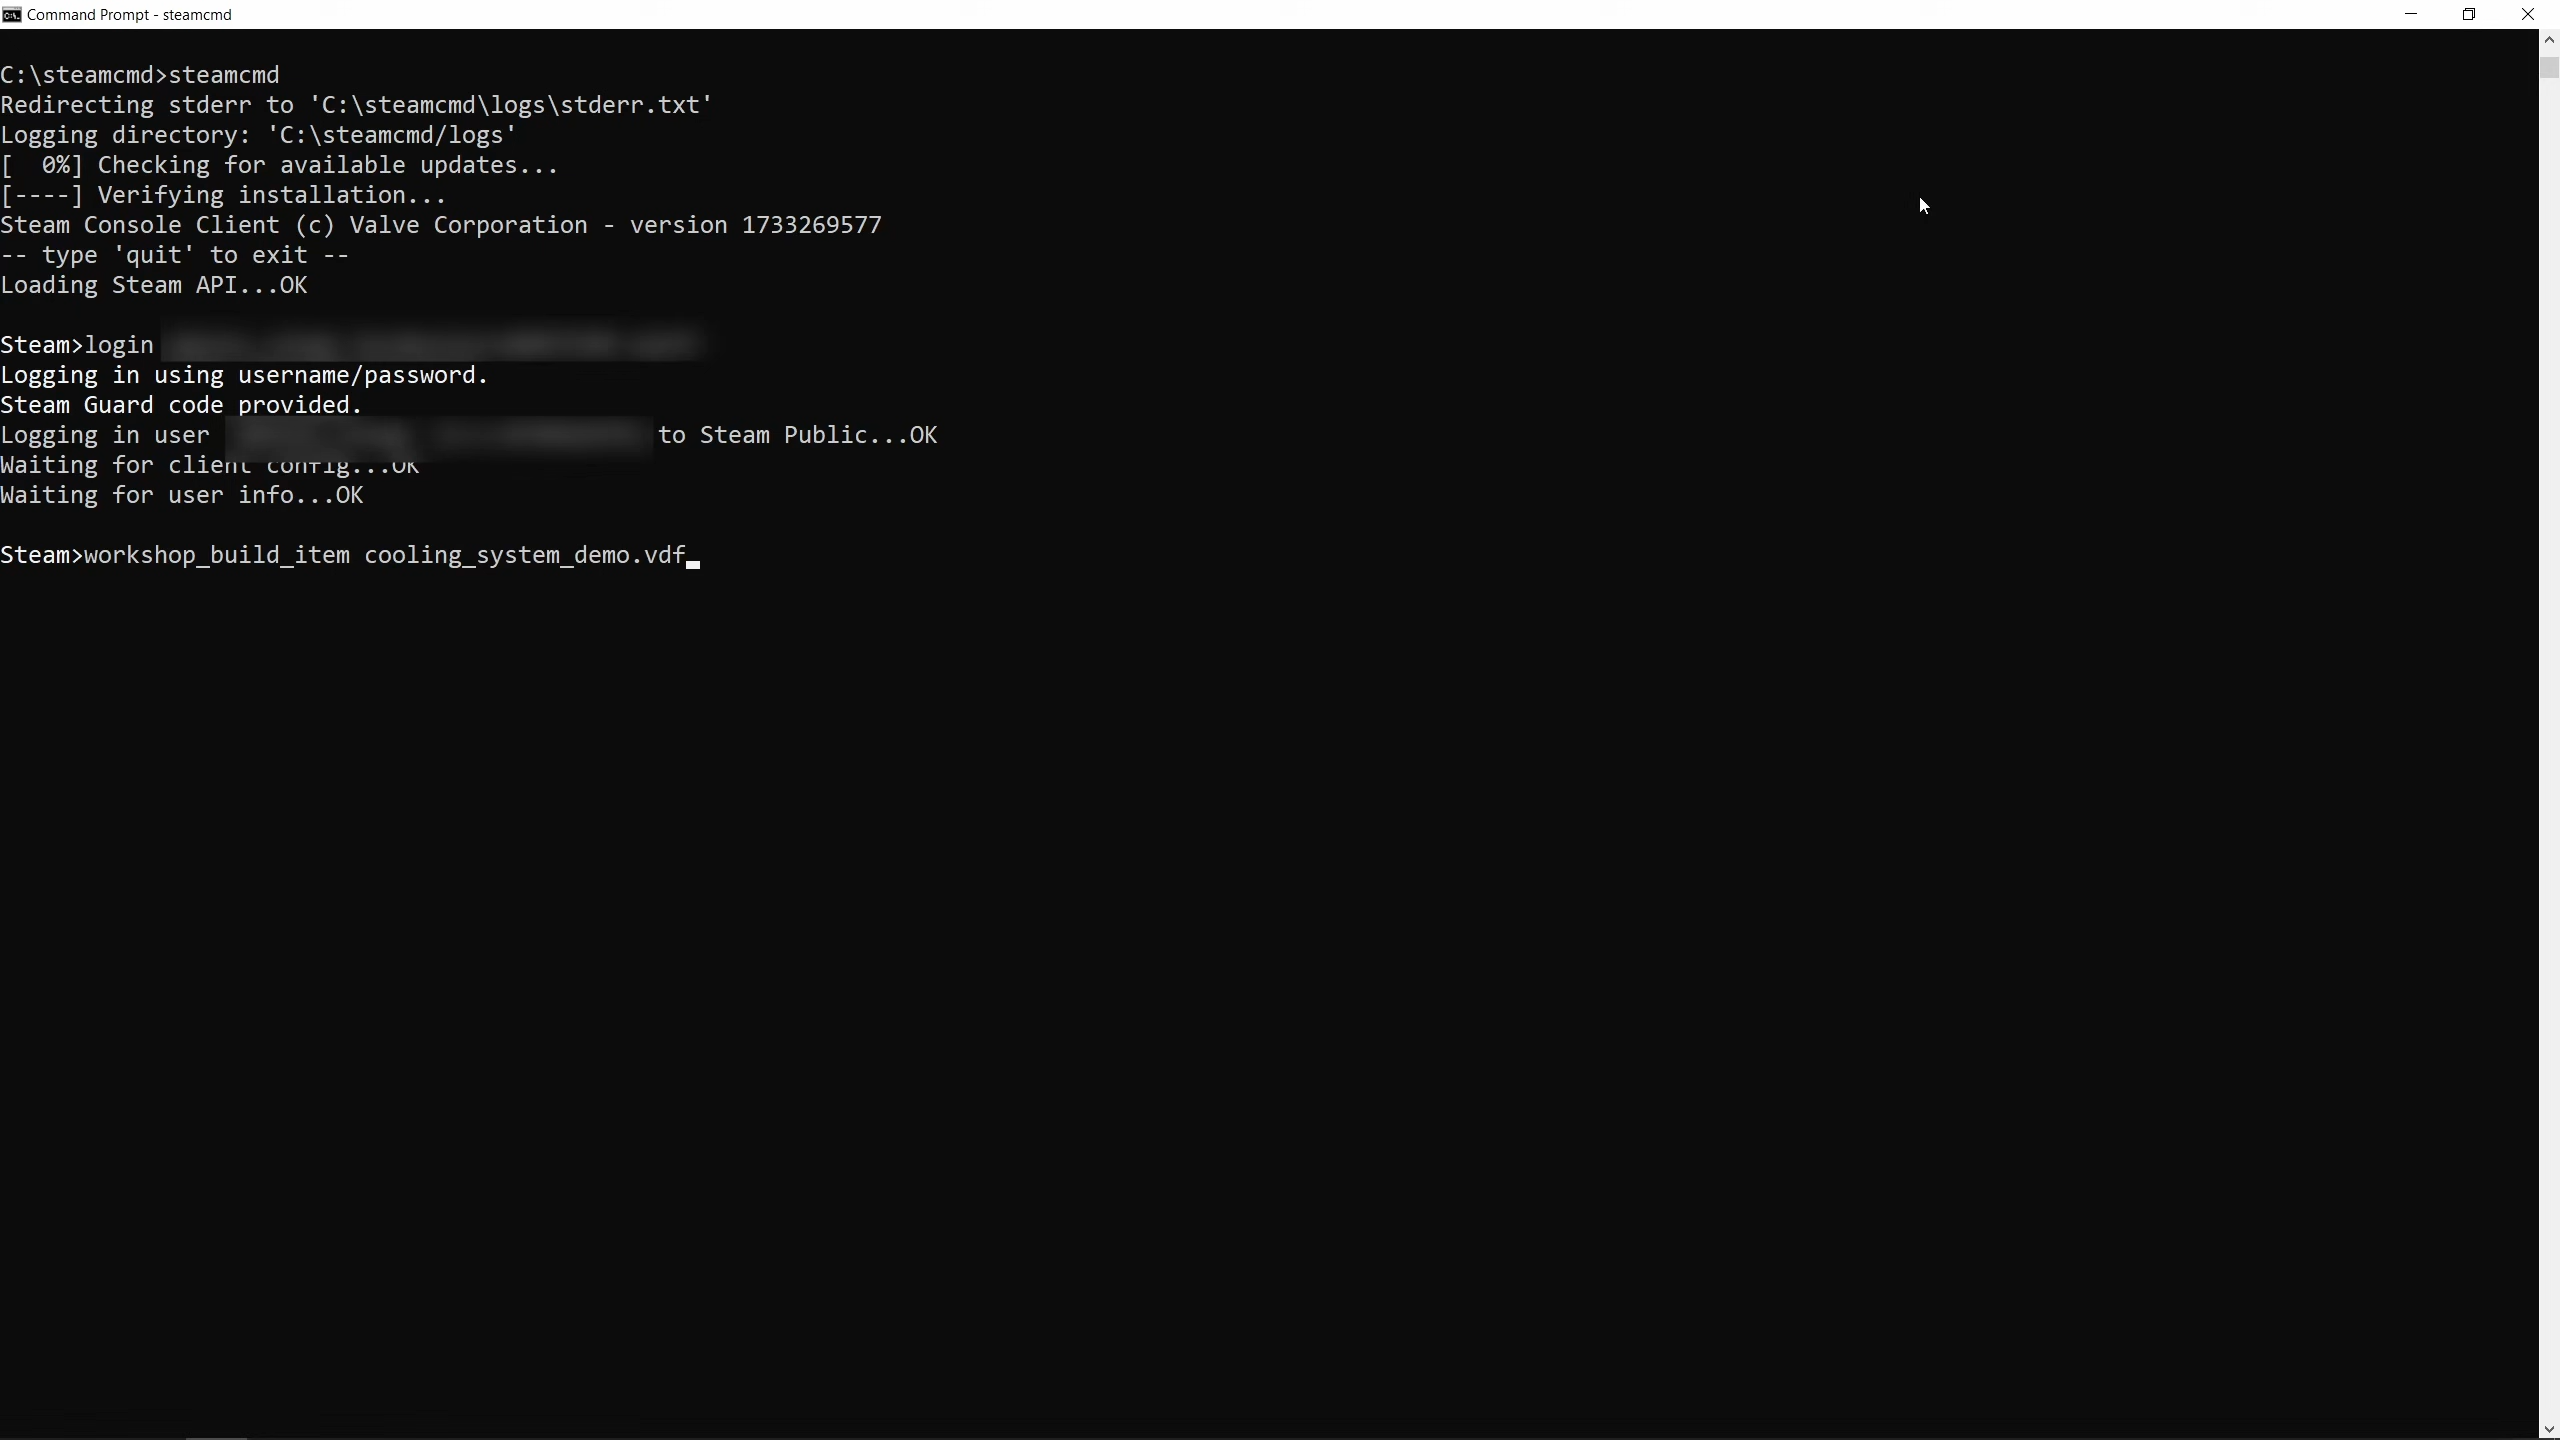 Command Prompt - steamcmd
C:\steamcmd>steamcmd
Redirecting stderr to 'C:\steamcmd\logs\stderr.txt'
Logging directory: 'C:\steamcmd/logs'
[  0%] Checking for available updates...
[----] Verifying installation...
Steam Console Client (c) Valve Corporation - version 1733269577
-- type 'quit' to exit --
Loading Steam API...OK
Steam>login
Logging in using username/password.
Steam Guard code provided.
Logging in user to Steam Public...OK
Waiting for client config...OK
Waiting for user info...OK
Steam>workshop_build_item cooling_system_demo.vdf